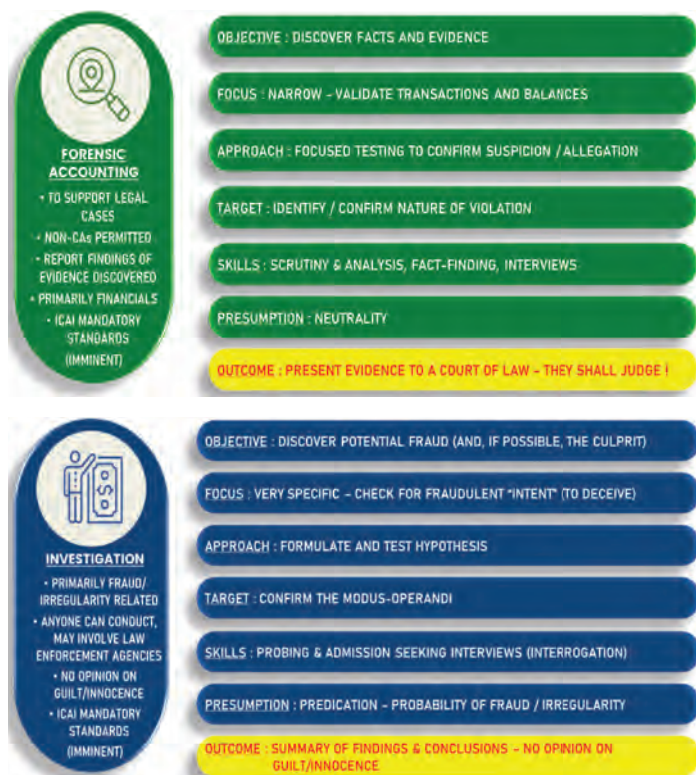 FORENSIC
ACCOUNTING
• TO SUPPORT LEGAL
CASES
• NON-CAs PERMITTED
• REPORT FINDINGS OF
EVIDENCE DISCOVERED
• PRIMARILY FINANCIALS
• ICAI MANDATORY
STANDARDS
(IMMINENT)
OBJECTIVE : DISCOVER FACTS AND EVIDENCE
FOCUS : NARROW – VALIDATE TRANSACTIONS AND BALANCES
APPROACH : FOCUSED TESTING TO CONFIRM SUSPICION / ALLEGATION
TARGET : IDENTIFY / CONFIRM NATURE OF VIOLATION
SKILLS : SCRUTINY & ANALYSIS, FACT-FINDING, INTERVIEWS
PRESUMPTION : NEUTRALITY
OUTCOME : PRESENT EVIDENCE TO A COURT OF LAW – THEY SHALL JUDGE !
INVESTIGATION
• PRIMARILY FRAUD/
IRREGULARITY RELATED
• ANYONE CAN CONDUCT,
MAY INVOLVE LAW
ENFORCEMENT AGENCIES
• NO OPINION ON
GUILT/INNOCENCE
• ICAI MANDATORY
STANDARDS
(IMMINENT)
OBJECTIVE : DISCOVER POTENTIAL FRAUD (AND, IF POSSIBLE, THE CULPRIT)
FOCUS : VERY SPECIFIC – CHECK FOR FRAUDULENT “INTENT” (TO DECEIVE)
APPROACH : FORMULATE AND TEST HYPOTHESIS
TARGET : CONFIRM THE MODUS-OPERANDI
SKILLS : PROBING & ADMISSION SEEKING INTERVIEWS (INTERROGATION)
PRESUMPTION : PREDICATION – PROBABILITY OF FRAUD / IRREGULARITY
OUTCOME : SUMMARY OF FINDINGS & CONCLUSIONS – NO OPINION ON
GUILT/INNOCENCE